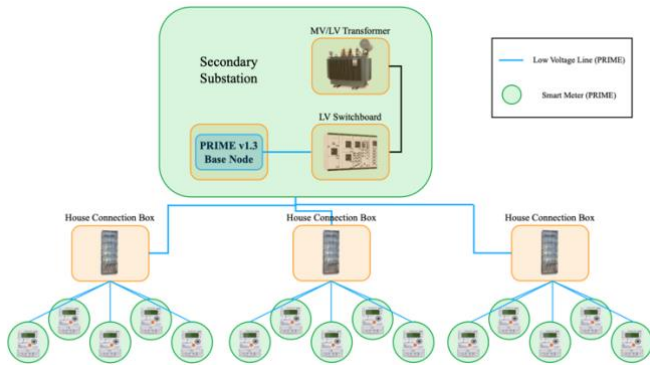 MV/LV Transformer
Secondary
Substation
Low Voltage Line (PRIME)
Smart Meter (PRIME)
LV Switchboard
PRIME v1.3
Base Node
House Connection Box
House Connection Box
House Connection Box